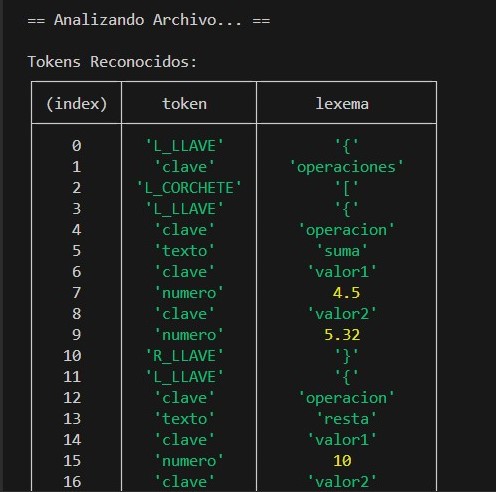 == Analizando Archivo... ==
Tokens Reconocidos:
(index) token lexema
0 'L_LLAVE' '{'
1 'clave' 'operaciones'
2 'L_CORCHETE' '['
3 'L_LLAVE' '{'
4 'clave' 'operacion'
5 'texto' 'suma'
6 'clave' 'valor1'
7 'numero' 4.5
8 'clave' 'valor2'
9 'numero' 5.32
10 'R_LLAVE' '}'
11 'L_LLAVE' '{'
12 'clave' 'operacion'
13 'texto' 'resta'
14 'clave' 'valor1'
15 'numero' 10
16 'clave' 'valor2'